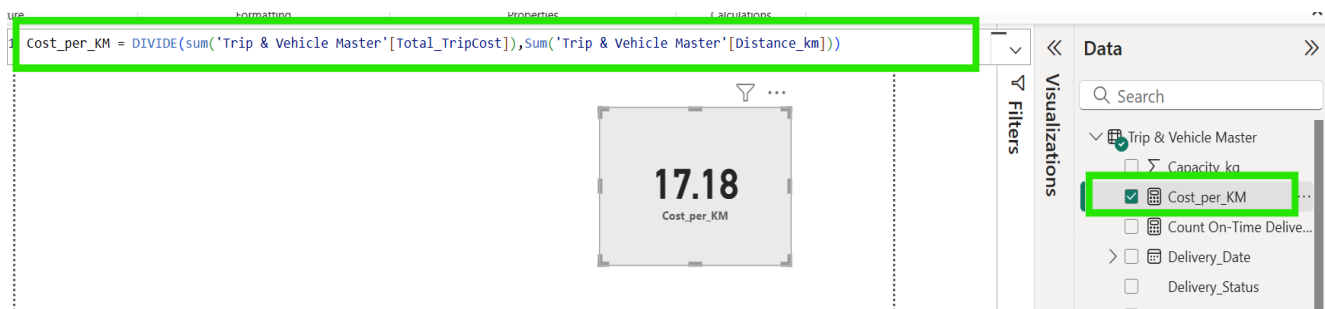 Formatting
Properties
Calculations
Cost_per_KM = DIVIDE(sum('Trip & Vehicle Master'[Total_TripCost]),Sum('Trip & Vehicle Master'[Distance_km]))
17.18
Cost_per_KM
Filters
Visualizations
Data
Search
Trip & Vehicle Master
Capacity_kg
Cost_per_KM
Count On-Time Delive...
Delivery_Date
Delivery_Status